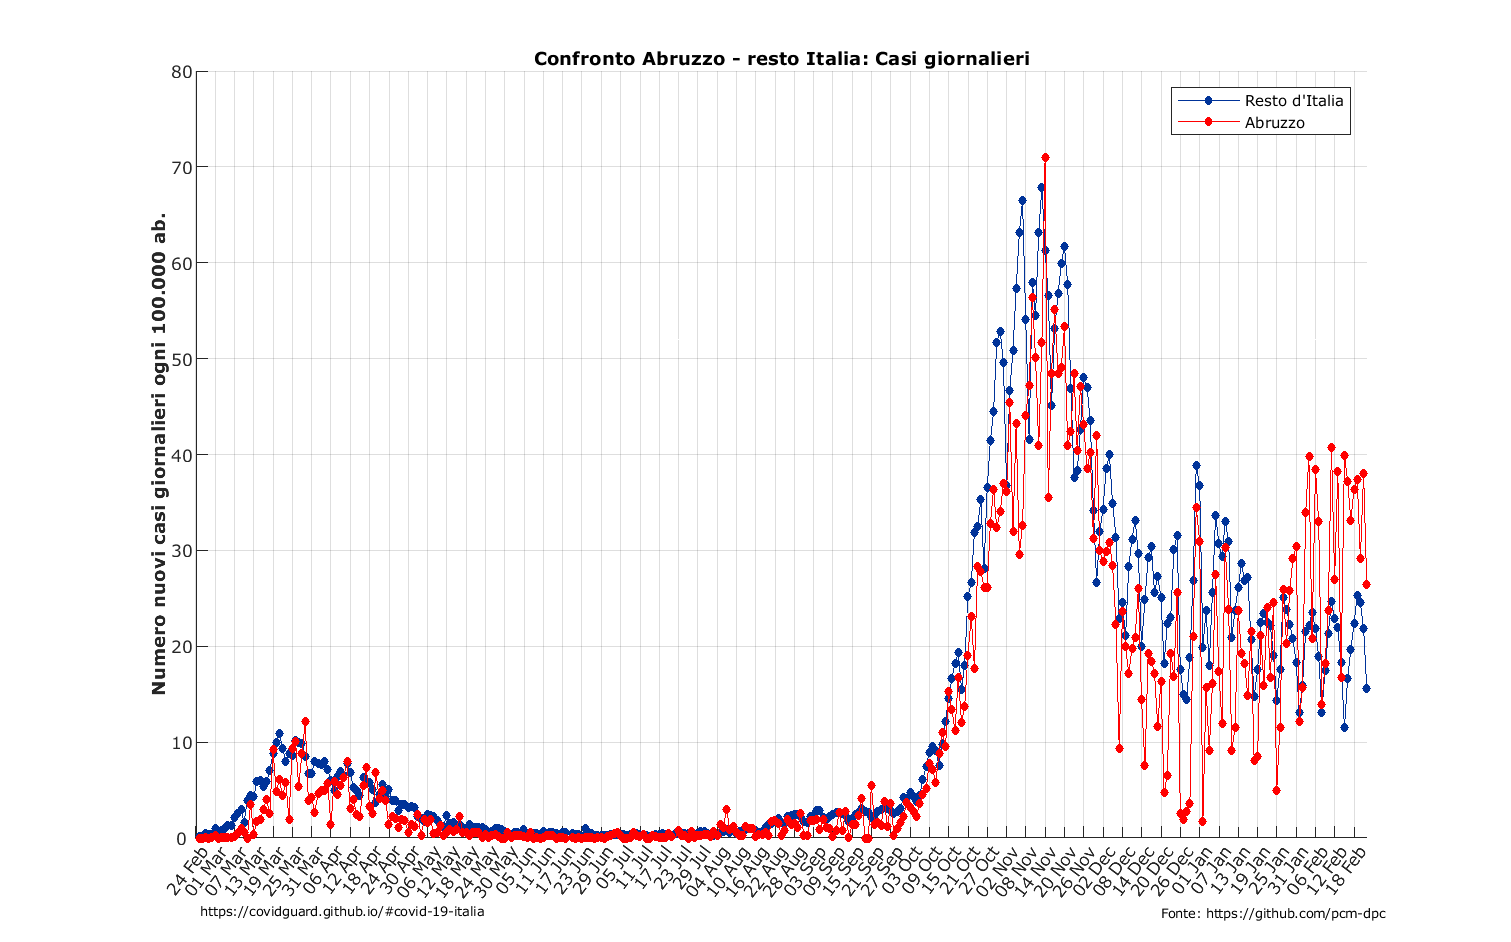 Confronto Abruzzo - resto Italia: Casi giornalieri
Resto d'Italia
Abruzzo
Numero nuovi casi giornalieri ogni 100.000 ab.
80
70
60
50
40
30
20
10
0
24 Feb
01 Mar
07 Mar
13 Mar
19 Mar
25 Mar
31 Mar
06 Apr
12 Apr
18 Apr
24 Apr
30 Apr
06 May
12 May
18 May
24 May
30 May
05 Jun
11 Jun
17 Jun
23 Jun
29 Jun
05 Jul
11 Jul
17 Jul
23 Jul
29 Jul
04 Aug
10 Aug
16 Aug
22 Aug
28 Aug
03 Sep
09 Sep
15 Sep
21 Sep
27 Sep
03 Oct
09 Oct
15 Oct
21 Oct
27 Oct
02 Nov
08 Nov
14 Nov
20 Nov
26 Nov
02 Dec
08 Dec
14 Dec
20 Dec
26 Dec
01 Jan
07 Jan
13 Jan
19 Jan
25 Jan
31 Jan
06 Feb
12 Feb
18 Feb
https://covidguard.github.io/#covid-19-italia
Fonte: https://github.com/pcm-dpc